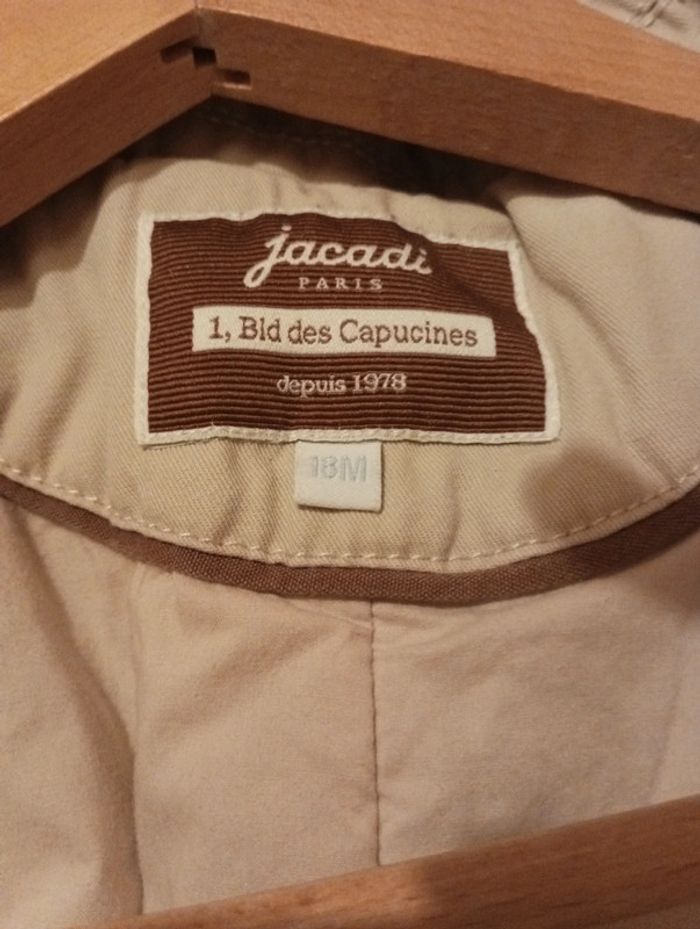 jacadi
PARIS
1, Bld des Capucines
depuis 1978
18M